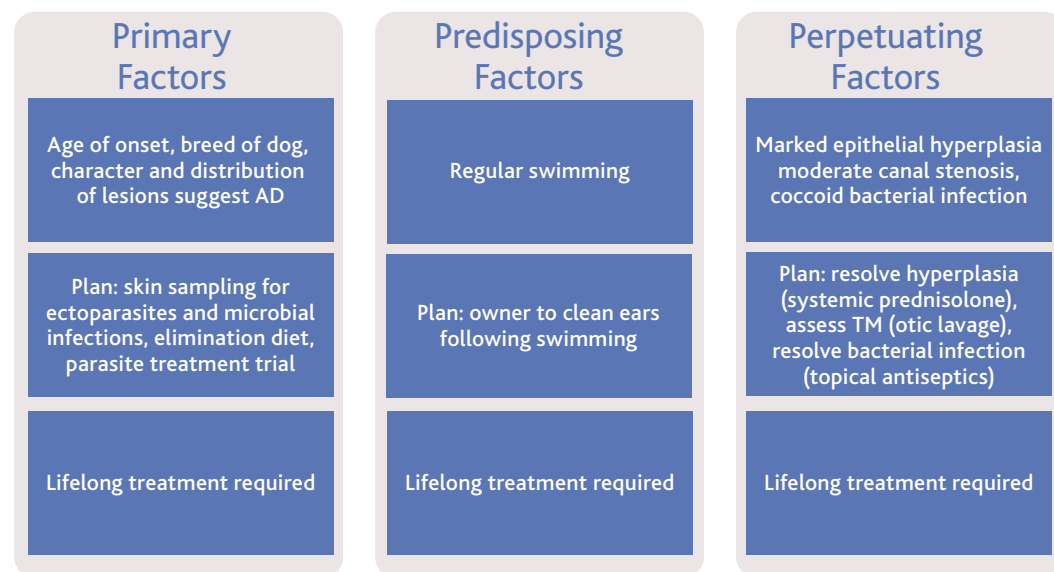 Primary
Factors
Age of onset, breed of dog,
character and distribution
of lesions suggest AD
Plan: skin sampling for
ectoparasites and microbial
infections, elimination diet,
parasite treatment trial
Lifelong treatment required
Predisposing
Factors
Regular swimming
Plan: owner to clean ears
following swimming
Lifelong treatment required
Perpetuating
Factors
Marked epithelial hyperplasia
moderate canal stenosis,
coccoid bacterial infection
Plan: resolve hyperplasia
(systemic prednisolone),
assess TM (otic lavage),
resolve bacterial infection
(topical antiseptics)
Lifelong treatment required